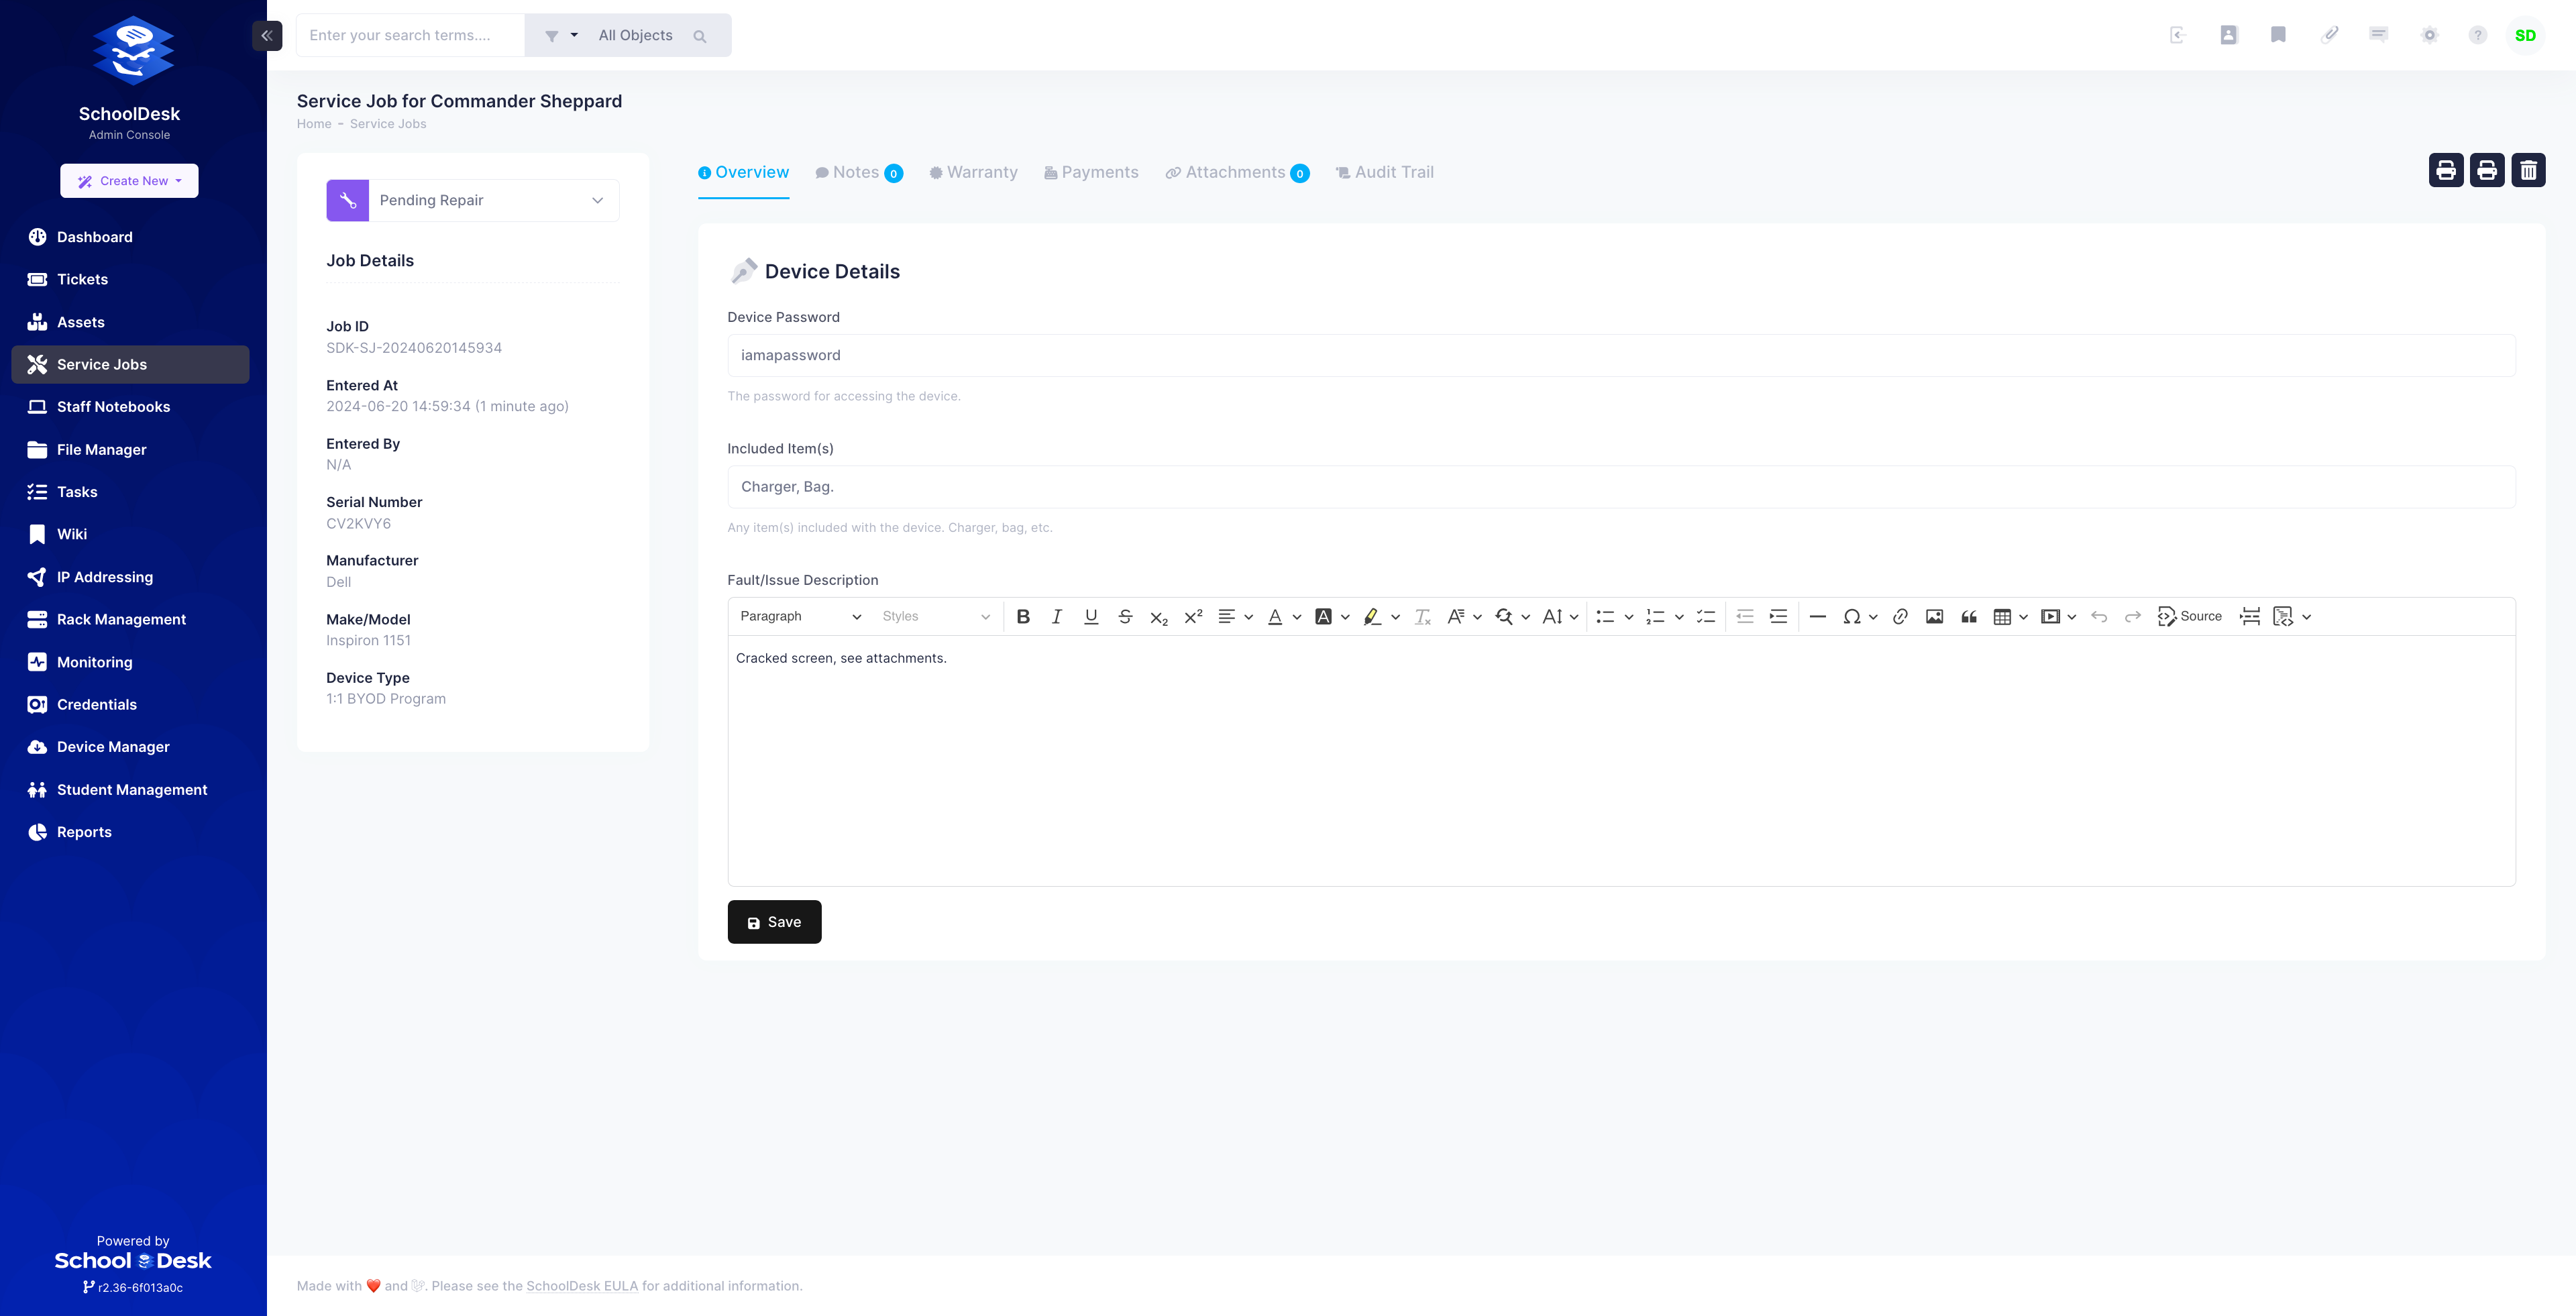 SchoolDesk
Admin Console
Create New
Dashboard
Tickets
Assets
Service Jobs
Staff Notebooks
File Manager
Tasks
Wiki
IP Addressing
Rack Management
Monitoring
Credentials
Device Manager
Student Management
Reports
Powered by
School Desk
r2.36-6f013a0c
Enter your search terms....
All Objects
SD
Service Job for Commander Sheppard
Home - Service Jobs
Pending Repair
Job Details
Job ID
SDK-SJ-20240620145934
Entered At
2024-06-20 14:59:34 (1 minute ago)
Entered By
N/A
Serial Number
CV2KVY6
Manufacturer
Dell
Make/Model
Inspiron 1151
Device Type
1:1 BYOD Program
Overview Notes 0 Warranty Payments Attachments 0 Audit Trail
Device Details
Device Password
iamapassword
The password for accessing the device.
Included Item(s)
Charger, Bag.
Any item(s) included with the device. Charger, bag, etc.
Fault/Issue Description
Paragraph Styles Source
Cracked screen, see attachments.
Save
Made with ❤️ and . Please see the SchoolDesk EULA for additional information.